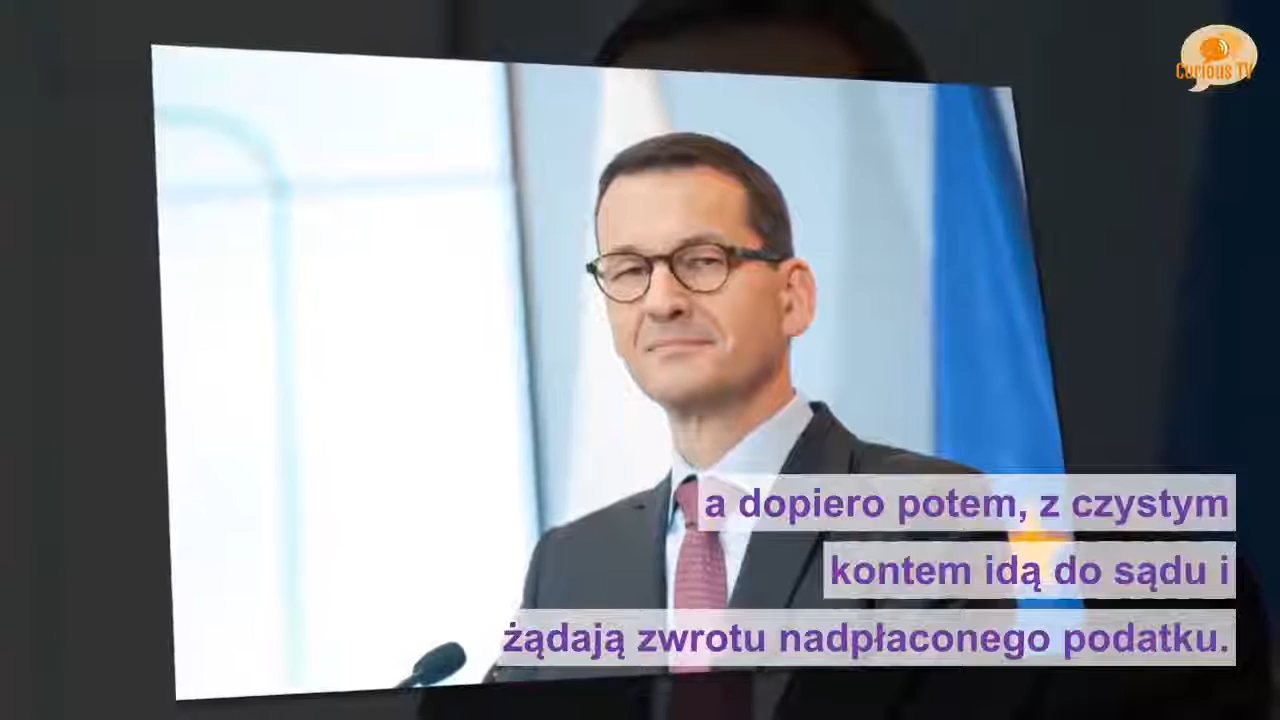 Curious TV
a dopiero potem, z czystym
kontem idą do sądu i
żądają zwrotu nadpłaconego podatku.